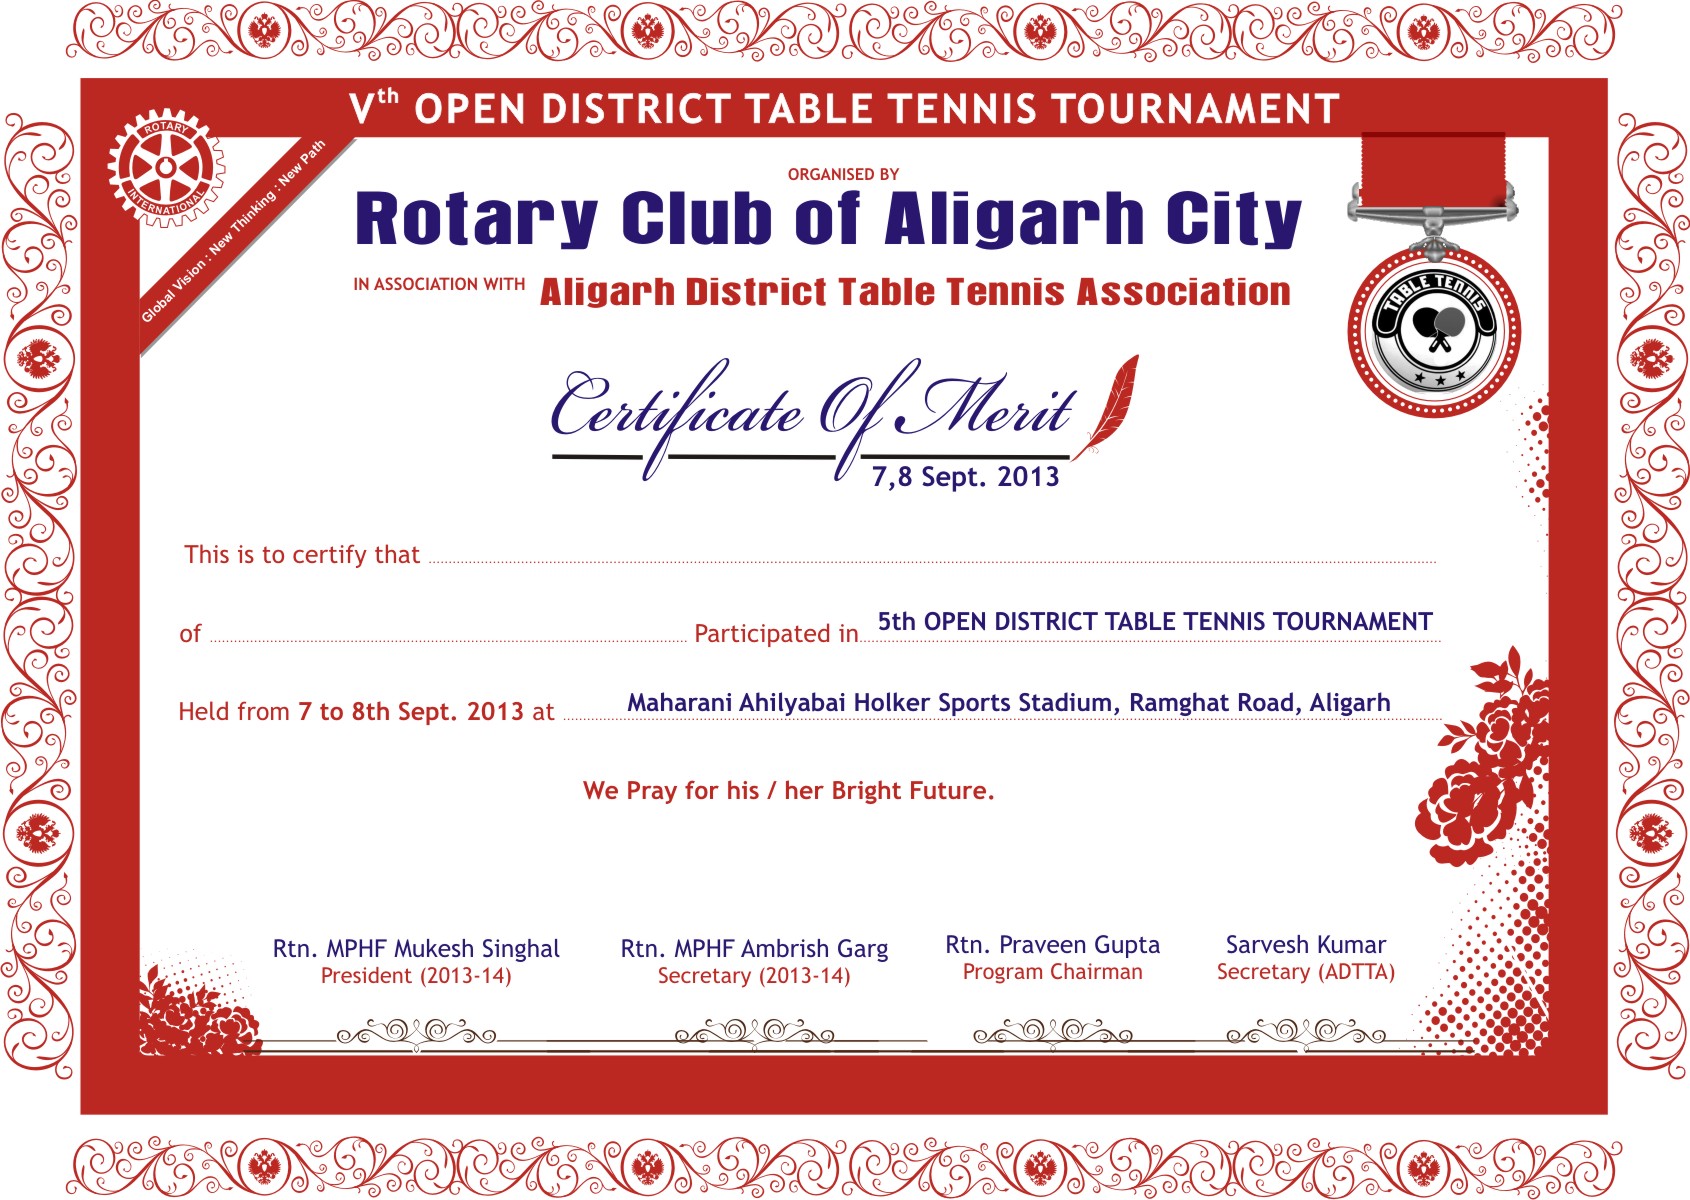 Vth OPEN DISTRICT TABLE TENNIS TOURNAMENT
ROTARY
INTERNATIONAL
Global Vision : New Thinking : New Path
ORGANISED BY
Rotary Club of Aligarh City
IN ASSOCIATION WITH Aligarh District Table Tennis Association
TABLE TENNIS
Certificate Of Merit
7,8 Sept. 2013
This is to certify that
of Participated in 5th OPEN DISTRICT TABLE TENNIS TOURNAMENT
Held from 7 to 8th Sept. 2013 at Maharani Ahilyabai Holker Sports Stadium, Ramghat Road, Aligarh
We Pray for his / her Bright Future.
Rtn. MPHF Mukesh Singhal Rtn. MPHF Ambrish Garg Rtn. Praveen Gupta Sarvesh Kumar
President (2013-14) Secretary (2013-14) Program Chairman Secretary (ADTTA)